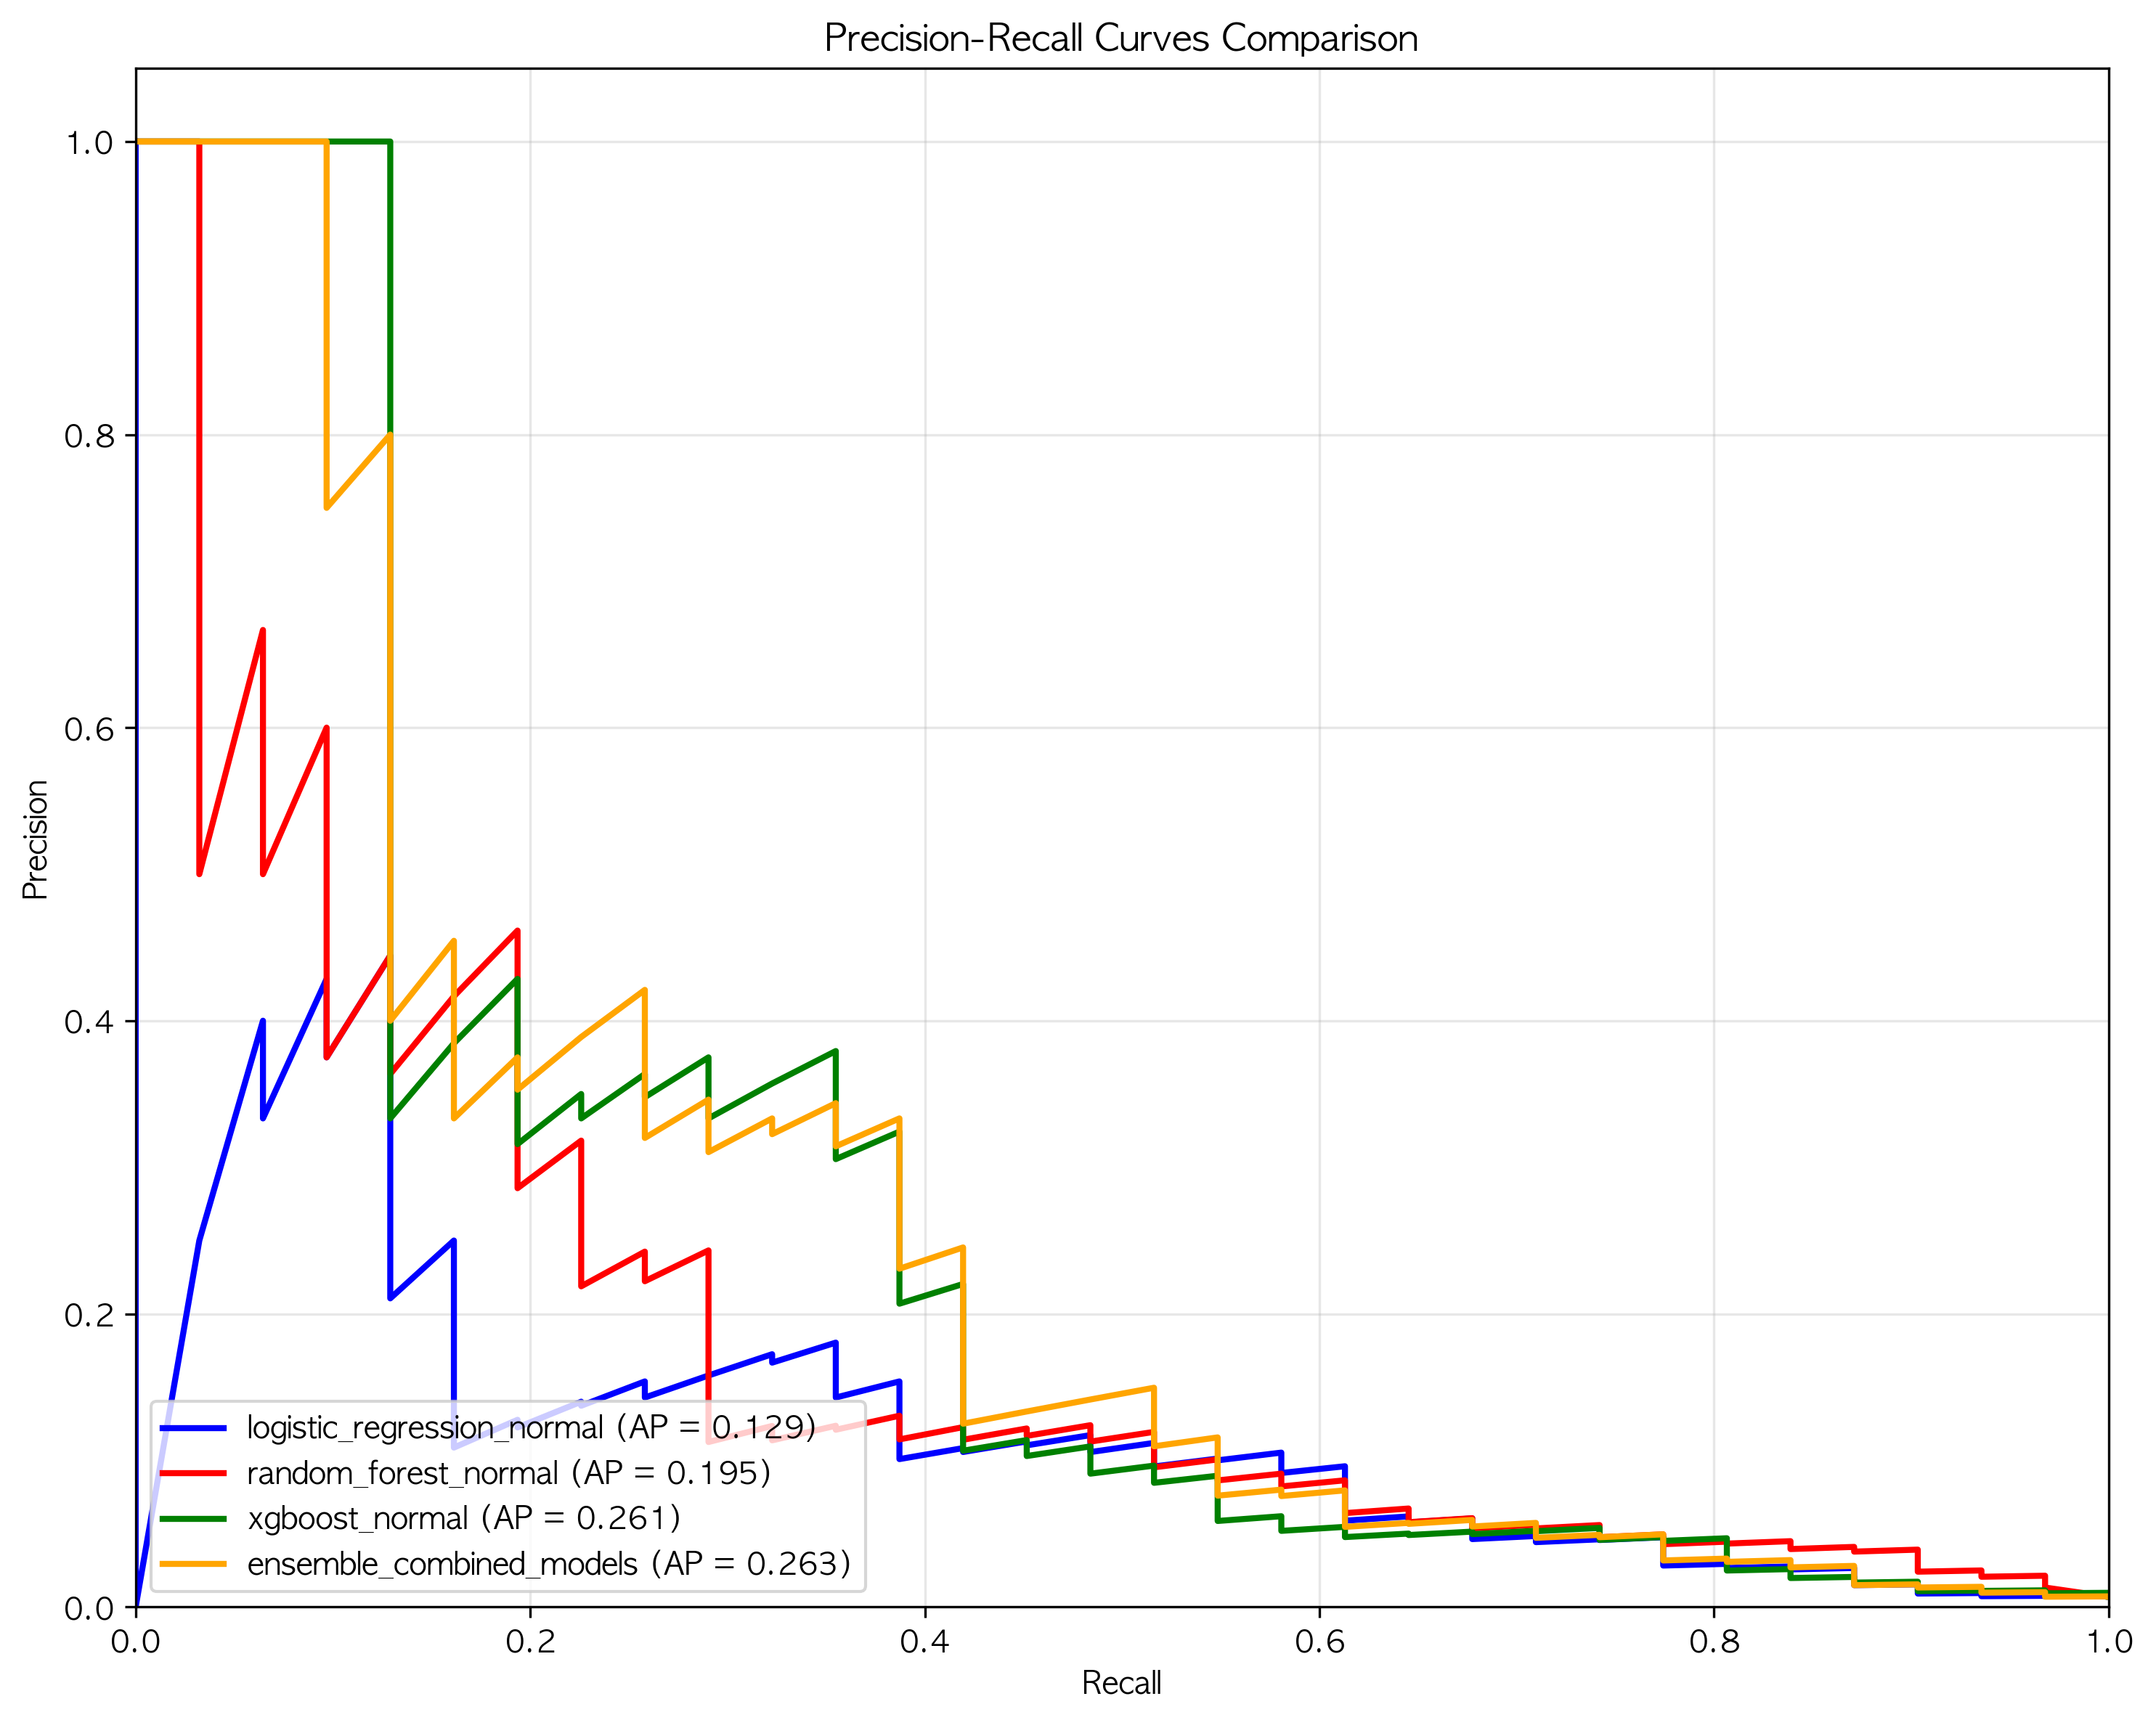 Precision-Recall Curves Comparison
1.0
0.8
0.6
0.4
0.2
0.0
Precision
logistic_regression_normal (AP = 0.129)
random_forest_normal (AP = 0.195)
xgboost_normal (AP = 0.261)
ensemble_combined_models (AP = 0.263)
0.0 0.2 0.4 0.6 0.8 1.0
Recall